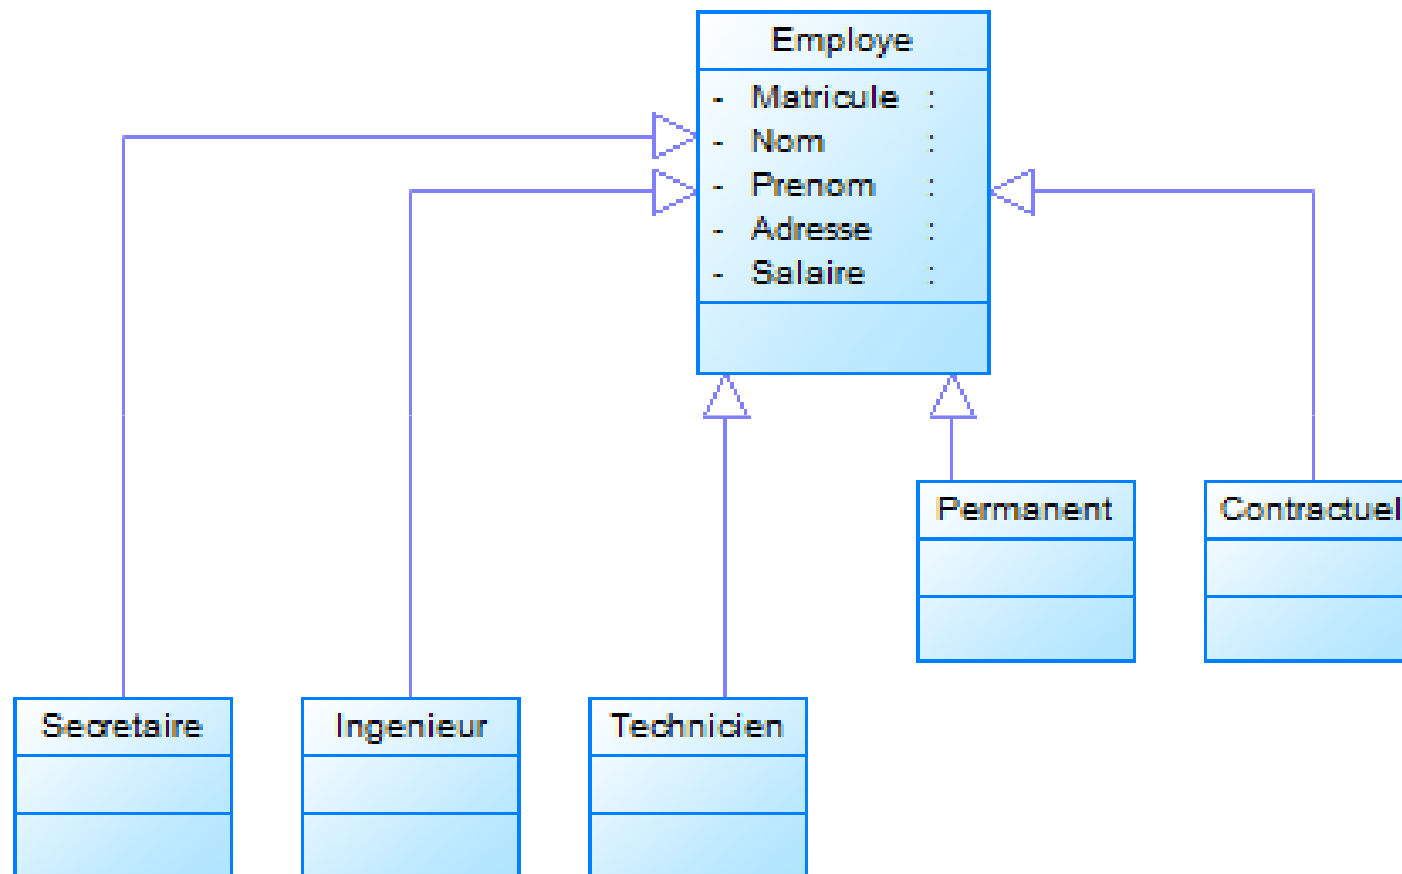 Employe
- Matricule :
- Nom :
- Prenom :
- Adresse :
- Salaire :
Permanent
Contractuel
Secretaire
Ingenieur
Technicien